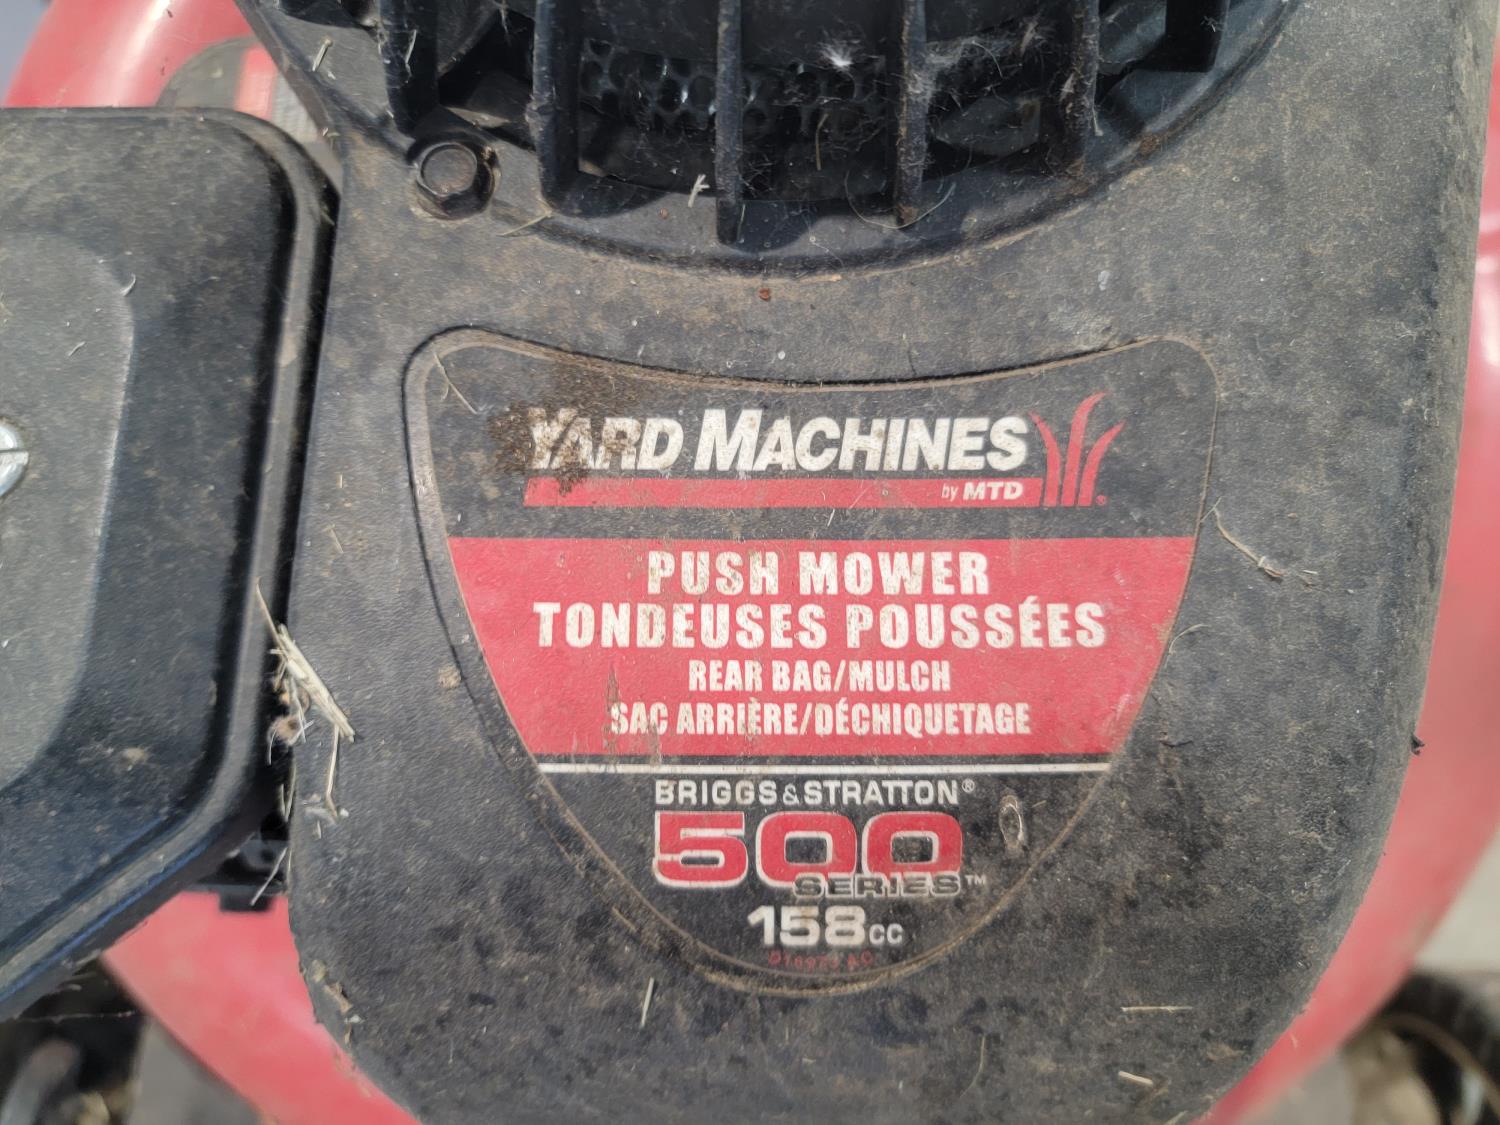 YARD MACHINES
by MTD
PUSH MOWER
TONDEUSES POUSSÉES
REAR BAG/MULCH
SAC ARRIÈRE/DÉCHIQUETAGE
BRIGGS&STRATTON®
500
SERIES™
158cc